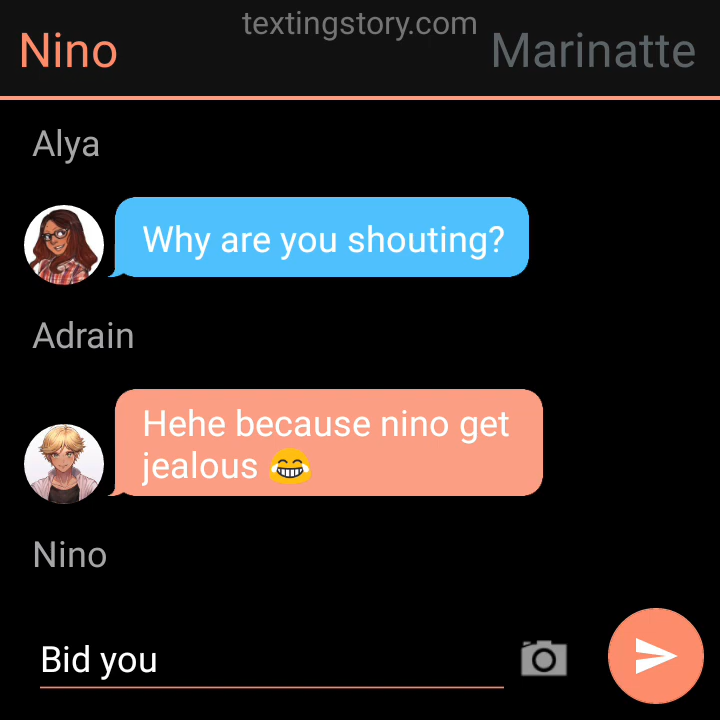 textingstory.com
Nino
Marinatte
Alya
Why are you shouting?
Adrain
Hehe because nino get
jealous 😂
Nino
Bid you